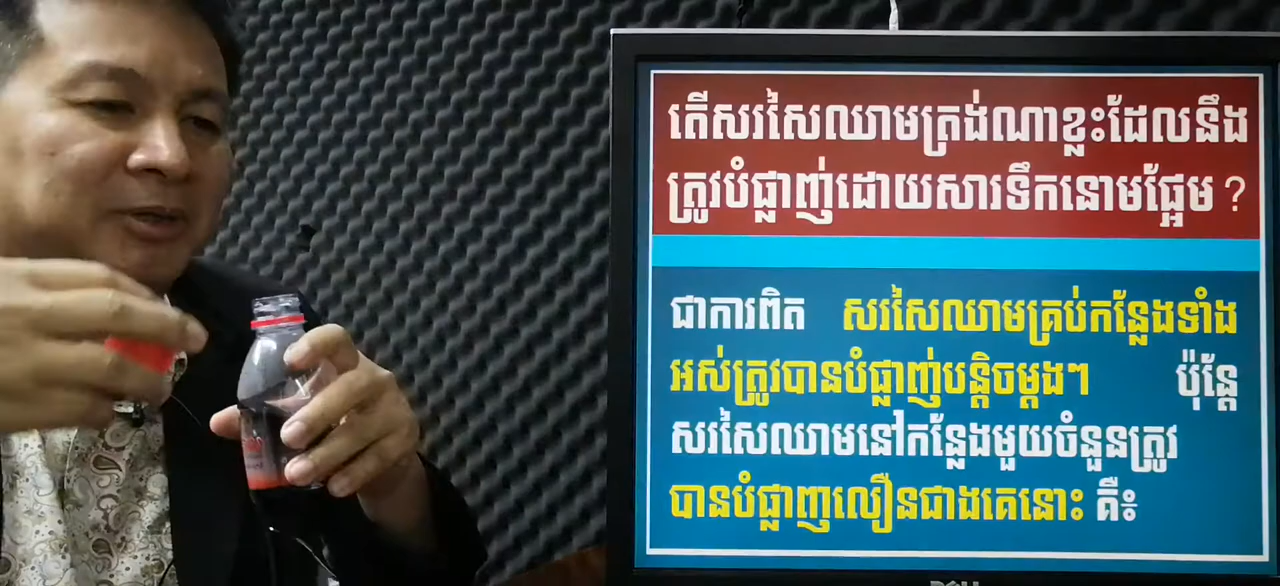 តើសរសៃឈាមត្រង់ណាខ្លះដែលនឹង
ត្រូវបំផ្លាញ់ដោយសារទឹកនោមផ្អែម ?
ជាការពិត សរសៃឈាមគ្រប់កន្លែងទាំង
អស់ត្រូវបានបំផ្លាញ់បន្តិចម្ដងៗ ប៉ុន្តែ
សរសៃឈាមនៅកន្លែងមួយចំនួនត្រូវ
បានបំផ្លាញលឿនជាងគេនោះ គឺ៖